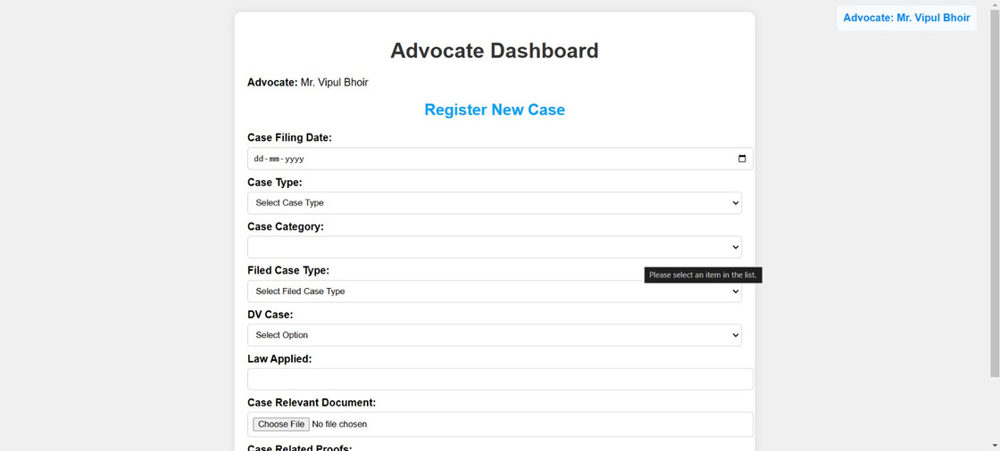 Advocate: Mr. Vipul Bhoir
Advocate Dashboard
Advocate: Mr. Vipul Bhoir
Register New Case
Case Filing Date:
dd-mm-yyyy
Case Type:
Select Case Type
Case Category:
Please select an item in the list.
Filed Case Type:
Select Filed Case Type
DV Case:
Select Option
Law Applied:
Case Relevant Document:
Choose File No file chosen
Case Related Proofs: